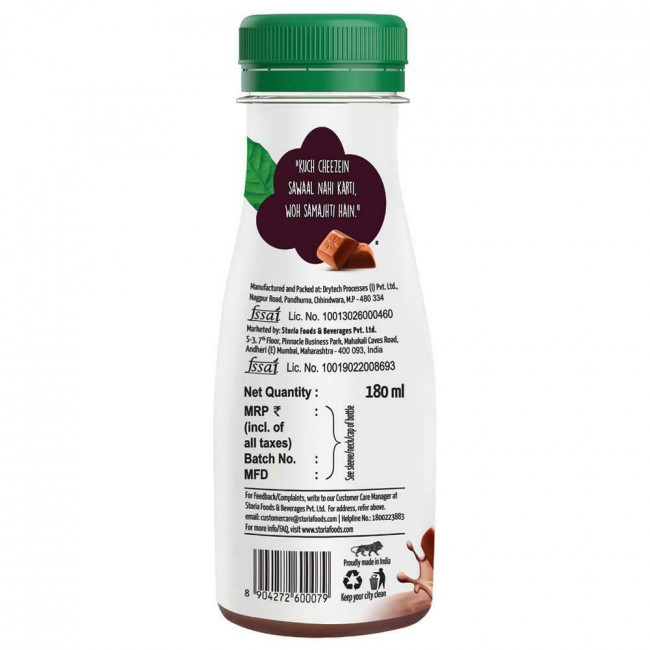 "KUCH CHEEZEIN
SAWAAL NAHI KARTI,
WOH SAMAJHTI HAIN."
Manufactured and Packed at: Drytech Processes (I) Pvt. Ltd.,
Nagpur Road, Pandhurna, Chhindwara, M.P - 480 334
fssai Lic. No. 10013026000460
Marketed by: Storia Foods & Beverages Pvt. Ltd.
S-3, 7th Floor, Pinnacle Business Park, Mahakali Caves Road,
Andheri (E) Mumbai, Maharashtra - 400 093, India
fssai Lic. No. 10019022008693
Net Quantity : 180 ml
MRP ₹ :
(incl. of
all taxes)
Batch No. :
MFD :
See sleeve/neck/cap of bottle
For Feedback/Complaints, write to our Customer Care Manager at
Storia Foods & Beverages Pvt. Ltd. For address, refer above.
email: customercare@storiafoods.com | Helpline No.: 1800223883
For more info/FAQ, visit www.storiafoods.com
Proudly made in India
Keep your city clean
8 904272 600079